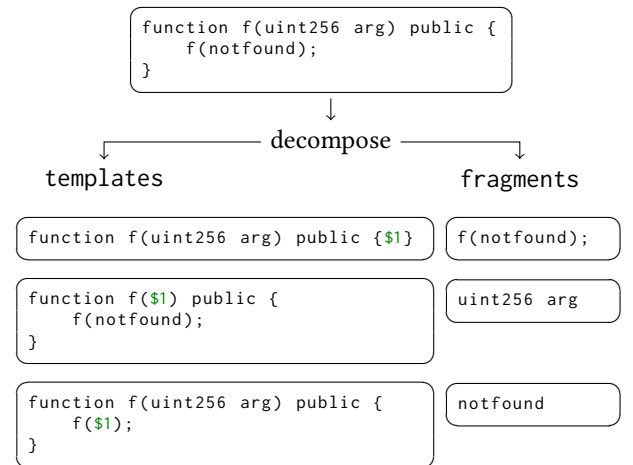 function f(uint256 arg) public {
    f(notfound);
}
decompose
templates
fragments
function f(uint256 arg) public {$1}
f(notfound);
function f($1) public {
    f(notfound);
}
uint256 arg
function f(uint256 arg) public {
    f($1);
}
notfound